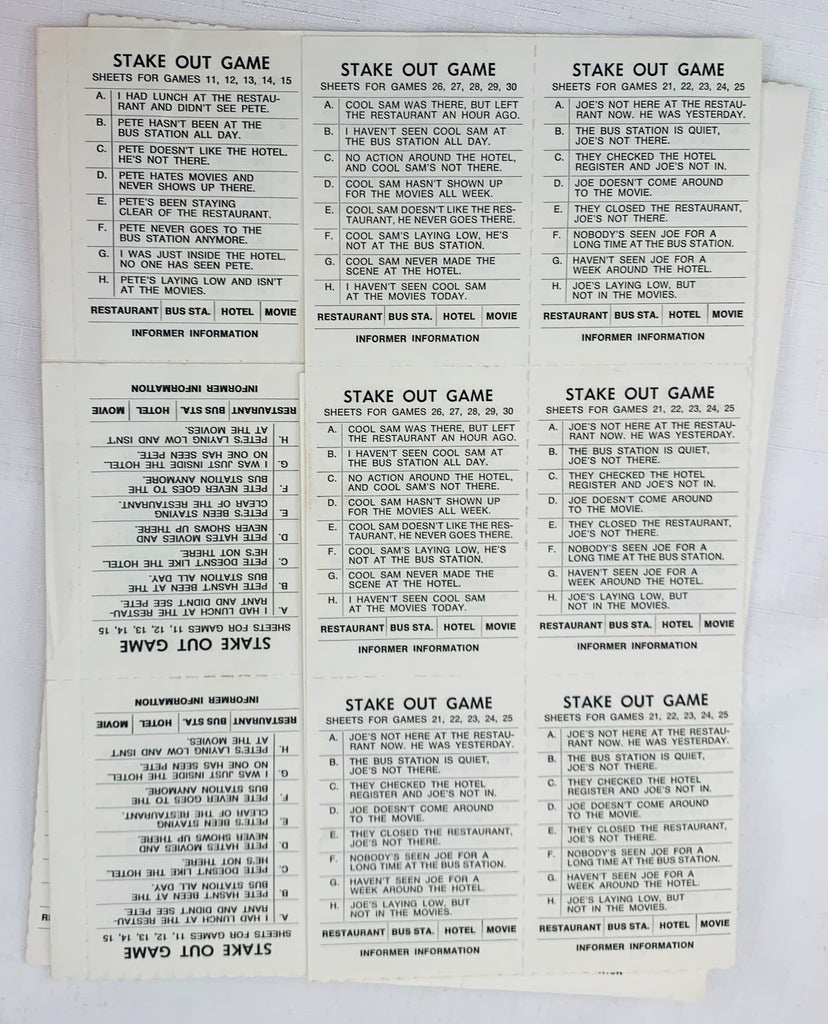 STAKE OUT GAME
SHEETS FOR GAMES 11, 12, 13, 14, 15
A. I HAD LUNCH AT THE RESTAU-
RANT AND DIDN'T SEE PETE.
B. PETE HASN'T BEEN AT THE
BUS STATION ALL DAY.
C. PETE DOESN'T LIKE THE HOTEL.
HE'S NOT THERE.
D. PETE HATES MOVIES AND
NEVER SHOWS UP THERE.
E. PETE'S BEEN STAYING
CLEAR OF THE RESTAURANT.
F. PETE NEVER GOES TO THE
BUS STATION ANYMORE.
G. I WAS JUST INSIDE THE HOTEL.
NO ONE HAS SEEN PETE.
H. PETE'S LAYING LOW AND ISN'T
AT THE MOVIES.
RESTAURANT BUS STA. HOTEL MOVIE
INFORMER INFORMATION
STAKE OUT GAME
SHEETS FOR GAMES 26, 27, 28, 29, 30
A. COOL SAM WAS THERE, BUT LEFT
THE RESTAURANT AN HOUR AGO.
B. I HAVEN'T SEEN COOL SAM AT
THE BUS STATION ALL DAY.
C. NO ACTION AROUND THE HOTEL,
AND COOL SAM'S NOT THERE.
D. COOL SAM HASN'T SHOWN UP
FOR THE MOVIES ALL WEEK.
E. COOL SAM DOESN'T LIKE THE RES-
TAURANT, HE NEVER GOES THERE.
F. COOL SAM'S LAYING LOW, HE'S
NOT AT THE BUS STATION.
G. COOL SAM NEVER MADE THE
SCENE AT THE HOTEL.
H. I HAVEN'T SEEN COOL SAM
AT THE MOVIES TODAY.
RESTAURANT BUS STA. HOTEL MOVIE
INFORMER INFORMATION
STAKE OUT GAME
SHEETS FOR GAMES 21, 22, 23, 24, 25
A. JOE'S NOT HERE AT THE RESTAU-
RANT NOW. HE WAS YESTERDAY.
B. THE BUS STATION IS QUIET,
JOE'S NOT THERE.
C. THEY CHECKED THE HOTEL
REGISTER AND JOE'S NOT IN.
D. JOE DOESN'T COME AROUND
TO THE MOVIE.
E. THEY CLOSED THE RESTAURANT,
JOE'S NOT THERE.
F. NOBODY'S SEEN JOE FOR A
LONG TIME AT THE BUS STATION.
G. HAVEN'T SEEN JOE FOR A
WEEK AROUND THE HOTEL.
H. JOE'S LAYING LOW, BUT
NOT IN THE MOVIES.
RESTAURANT BUS STA. HOTEL MOVIE
INFORMER INFORMATION
STAKE OUT GAME
SHEETS FOR GAMES 11, 12, 13, 14, 15
A. I HAD LUNCH AT THE RESTAU-
RANT AND DIDN'T SEE PETE.
B. PETE HASN'T BEEN AT THE
BUS STATION ALL DAY.
C. PETE DOESN'T LIKE THE HOTEL.
HE'S NOT THERE.
D. PETE HATES MOVIES AND
NEVER SHOWS UP THERE.
E. PETE'S BEEN STAYING
CLEAR OF THE RESTAURANT.
F. PETE NEVER GOES TO THE
BUS STATION ANYMORE.
G. I WAS JUST INSIDE THE HOTEL.
NO ONE HAS SEEN PETE.
H. PETE'S LAYING LOW AND ISN'T
AT THE MOVIES.
RESTAURANT BUS STA. HOTEL MOVIE
INFORMER INFORMATION
STAKE OUT GAME
SHEETS FOR GAMES 26, 27, 28, 29, 30
A. COOL SAM WAS THERE, BUT LEFT
THE RESTAURANT AN HOUR AGO.
B. I HAVEN'T SEEN COOL SAM AT
THE BUS STATION ALL DAY.
C. NO ACTION AROUND THE HOTEL,
AND COOL SAM'S NOT THERE.
D. COOL SAM HASN'T SHOWN UP
FOR THE MOVIES ALL WEEK.
E. COOL SAM DOESN'T LIKE THE RES-
TAURANT, HE NEVER GOES THERE.
F. COOL SAM'S LAYING LOW, HE'S
NOT AT THE BUS STATION.
G. COOL SAM NEVER MADE THE
SCENE AT THE HOTEL.
H. I HAVEN'T SEEN COOL SAM
AT THE MOVIES TODAY.
RESTAURANT BUS STA. HOTEL MOVIE
INFORMER INFORMATION
STAKE OUT GAME
SHEETS FOR GAMES 21, 22, 23, 24, 25
A. JOE'S NOT HERE AT THE RESTAU-
RANT NOW. HE WAS YESTERDAY.
B. THE BUS STATION IS QUIET,
JOE'S NOT THERE.
C. THEY CHECKED THE HOTEL
REGISTER AND JOE'S NOT IN.
D. JOE DOESN'T COME AROUND
TO THE MOVIE.
E. THEY CLOSED THE RESTAURANT,
JOE'S NOT THERE.
F. NOBODY'S SEEN JOE FOR A
LONG TIME AT THE BUS STATION.
G. HAVEN'T SEEN JOE FOR A
WEEK AROUND THE HOTEL.
H. JOE'S LAYING LOW, BUT
NOT IN THE MOVIES.
RESTAURANT BUS STA. HOTEL MOVIE
INFORMER INFORMATION
STAKE OUT GAME
SHEETS FOR GAMES 11, 12, 13, 14, 15
A. I HAD LUNCH AT THE RESTAU-
RANT AND DIDN'T SEE PETE.
B. PETE HASN'T BEEN AT THE
BUS STATION ALL DAY.
C. PETE DOESN'T LIKE THE HOTEL.
HE'S NOT THERE.
D. PETE HATES MOVIES AND
NEVER SHOWS UP THERE.
E. PETE'S BEEN STAYING
CLEAR OF THE RESTAURANT.
F. PETE NEVER GOES TO THE
BUS STATION ANYMORE.
G. I WAS JUST INSIDE THE HOTEL.
NO ONE HAS SEEN PETE.
H. PETE'S LAYING LOW AND ISN'T
AT THE MOVIES.
RESTAURANT BUS STA. HOTEL MOVIE
INFORMER INFORMATION
STAKE OUT GAME
SHEETS FOR GAMES 21, 22, 23, 24, 25
A. JOE'S NOT HERE AT THE RESTAU-
RANT NOW. HE WAS YESTERDAY.
B. THE BUS STATION IS QUIET,
JOE'S NOT THERE.
C. THEY CHECKED THE HOTEL
REGISTER AND JOE'S NOT IN.
D. JOE DOESN'T COME AROUND
TO THE MOVIE.
E. THEY CLOSED THE RESTAURANT,
JOE'S NOT THERE.
F. NOBODY'S SEEN JOE FOR A
LONG TIME AT THE BUS STATION.
G. HAVEN'T SEEN JOE FOR A
WEEK AROUND THE HOTEL.
H. JOE'S LAYING LOW, BUT
NOT IN THE MOVIES.
RESTAURANT BUS STA. HOTEL MOVIE
INFORMER INFORMATION
STAKE OUT GAME
SHEETS FOR GAMES 21, 22, 23, 24, 25
A. JOE'S NOT HERE AT THE RESTAU-
RANT NOW. HE WAS YESTERDAY.
B. THE BUS STATION IS QUIET,
JOE'S NOT THERE.
C. THEY CHECKED THE HOTEL
REGISTER AND JOE'S NOT IN.
D. JOE DOESN'T COME AROUND
TO THE MOVIE.
E. THEY CLOSED THE RESTAURANT,
JOE'S NOT THERE.
F. NOBODY'S SEEN JOE FOR A
LONG TIME AT THE BUS STATION.
G. HAVEN'T SEEN JOE FOR A
WEEK AROUND THE HOTEL.
H. JOE'S LAYING LOW, BUT
NOT IN THE MOVIES.
RESTAURANT BUS STA. HOTEL MOVIE
INFORMER INFORMATION